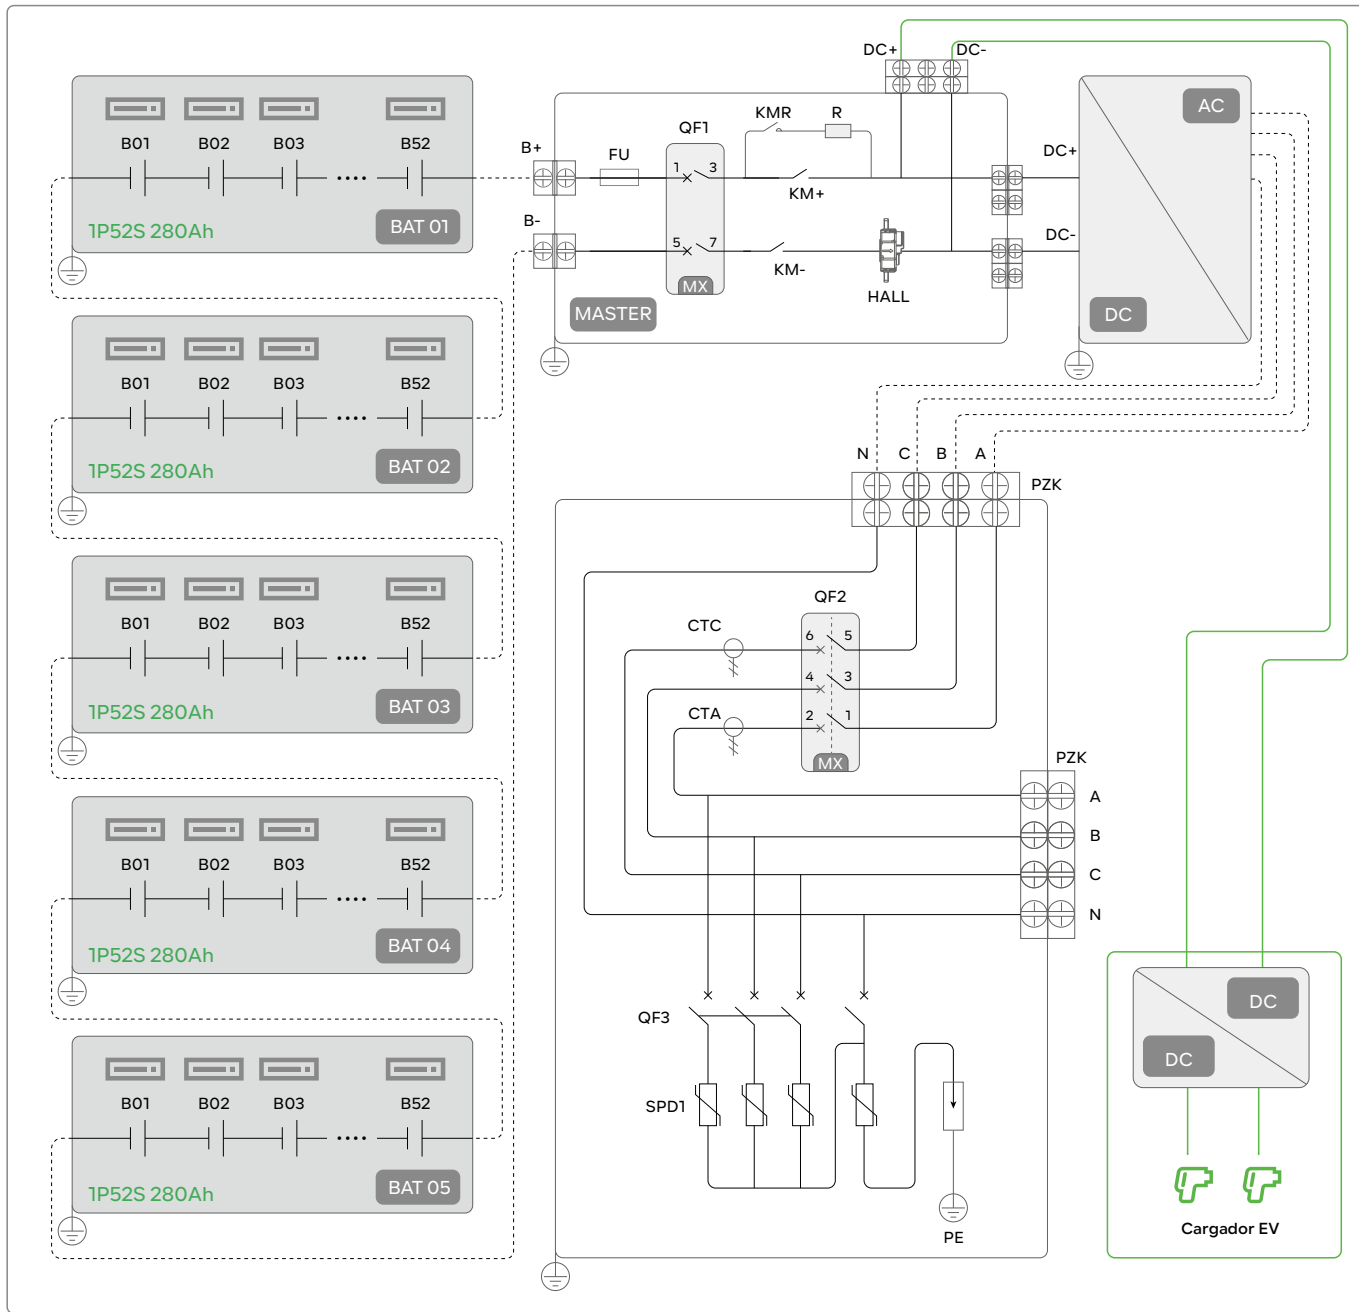 DC+ DC-
B01 B02 B03 B52
1P52S 280Ah BAT 01
B01 B02 B03 B52
1P52S 280Ah BAT 02
B01 B02 B03 B52
1P52S 280Ah BAT 03
B01 B02 B03 B52
1P52S 280Ah BAT 04
B01 B02 B03 B52
1P52S 280Ah BAT 05
KMR R
QF1
B+ FU
1 3
KM+
B-
5 7
KM-
MX
HALL
MASTER
DC+
DC-
AC
DC
N C B A
PZK
QF2
CTC
6 5
4 3
CTA
2 1
MX
PZK
A
B
C
N
QF3
SPD1
PE
DC
DC
Cargador EV